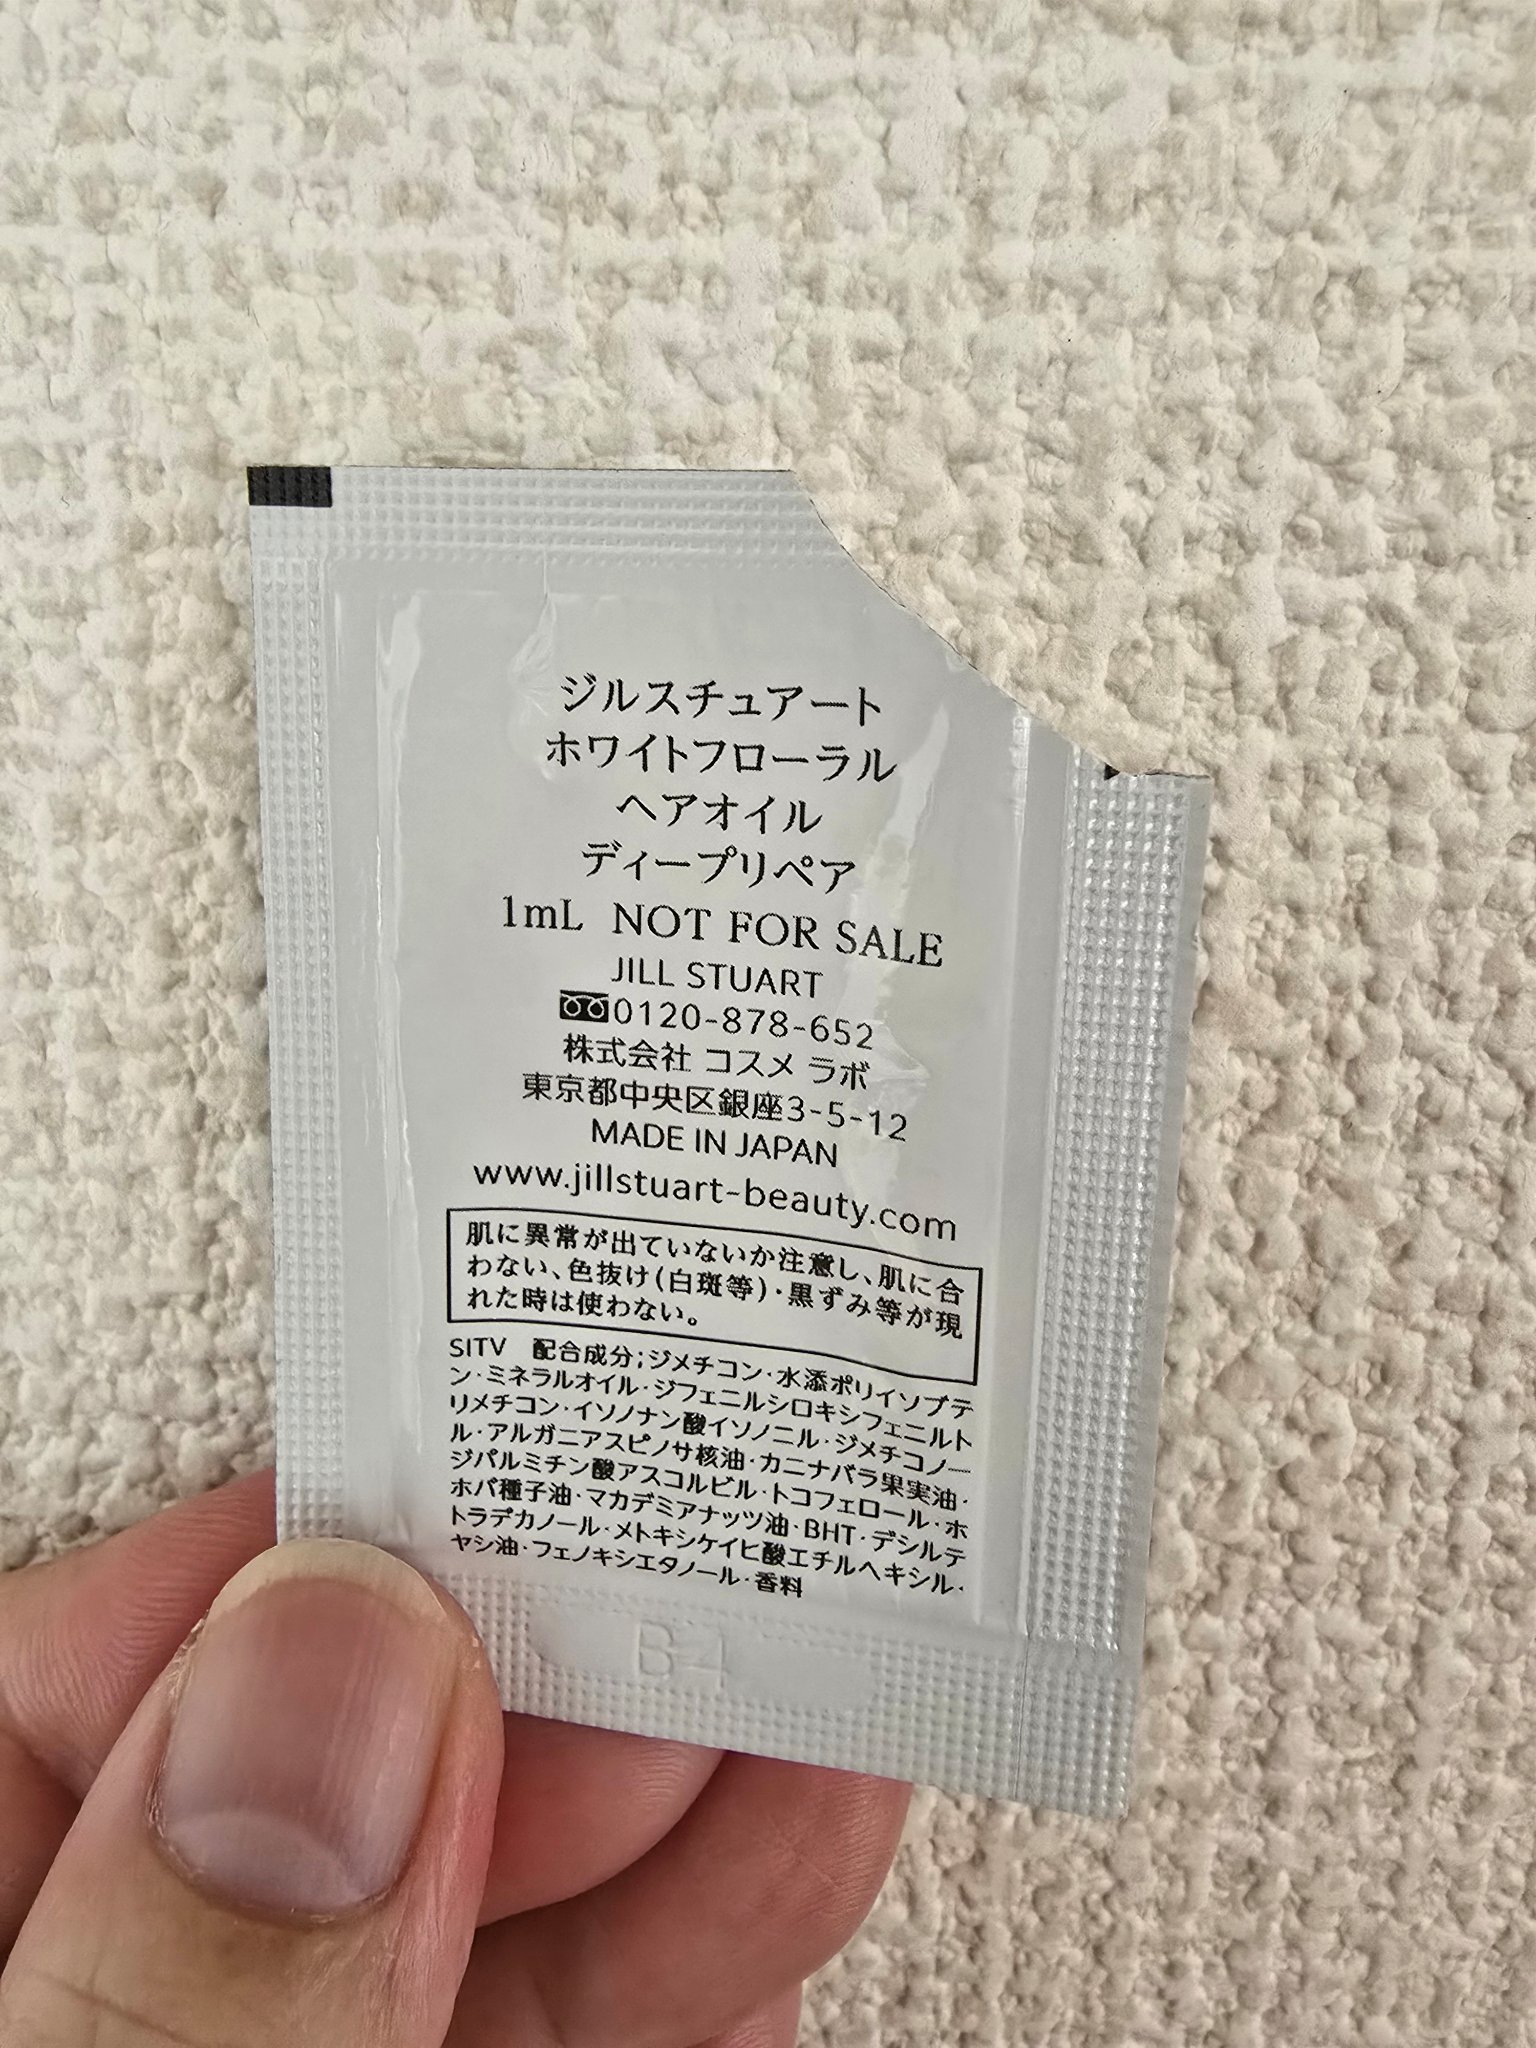 ジルスチュアート
ホワイトフローラル
ヘアオイル
ディープリペア
1mL NOT FOR SALE
JILL STUART
0120-878-652
株式会社 コスメ ラボ
東京都中央区銀座3-5-12
MADE IN JAPAN
www.jillstuart-beauty.com
肌に異常が出ていないか注意し、肌に合
わない、色抜け(白斑等)・黒ずみ等が現
れた時は使わない。
SITV 配合成分;ジメチコン・水添ポリイソブテ
ン・ミネラルオイル・ジフェニルシロキシフェニルト
リメチコン・イソノナン酸イソノニル・ジメチコノー
ル・アルガニアスピノサ核油・カニナバラ果実油・
ジパルミチン酸アスコルビル・トコフェロール・ホ
ホバ種子油・マカデミアナッツ油・BHT・デシルテ
トラデカノール・メトキシケイヒ酸エチルヘキシル・
ヤシ油・フェノキシエタノール・香料